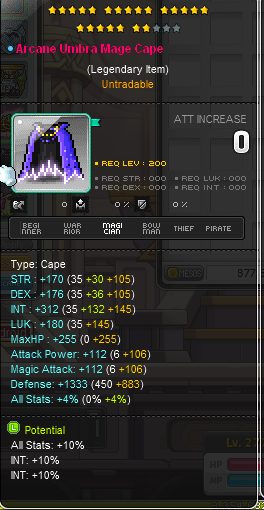 Arcane Umbra Mage Cape
(Legendary Item)
Untradable
ATT INCREASE
0
REQ LEV : 200
REQ STR : 000
REQ LUK : 000
REQ DEX : 000
REQ INT : 000
0
0 %
0 %
BEGINNER WARRIOR MAGICIAN BOWMAN THIEF PIRATE
MESOS
Type: Cape
STR : +170 (35 +30 +105)
DEX : +176 (35 +36 +105)
INT : +312 (35 +132 +145)
LUK : +180 (35 +145)
MaxHP : +255 (0 +255)
Attack Power: +112 (6 +106)
Magic Attack: +112 (6 +106)
Defense: +1333 (450 +883)
All Stats: +4% (0% +4%)
L Potential
All Stats: +10%
INT: +10%
INT: +10%
HP
MP